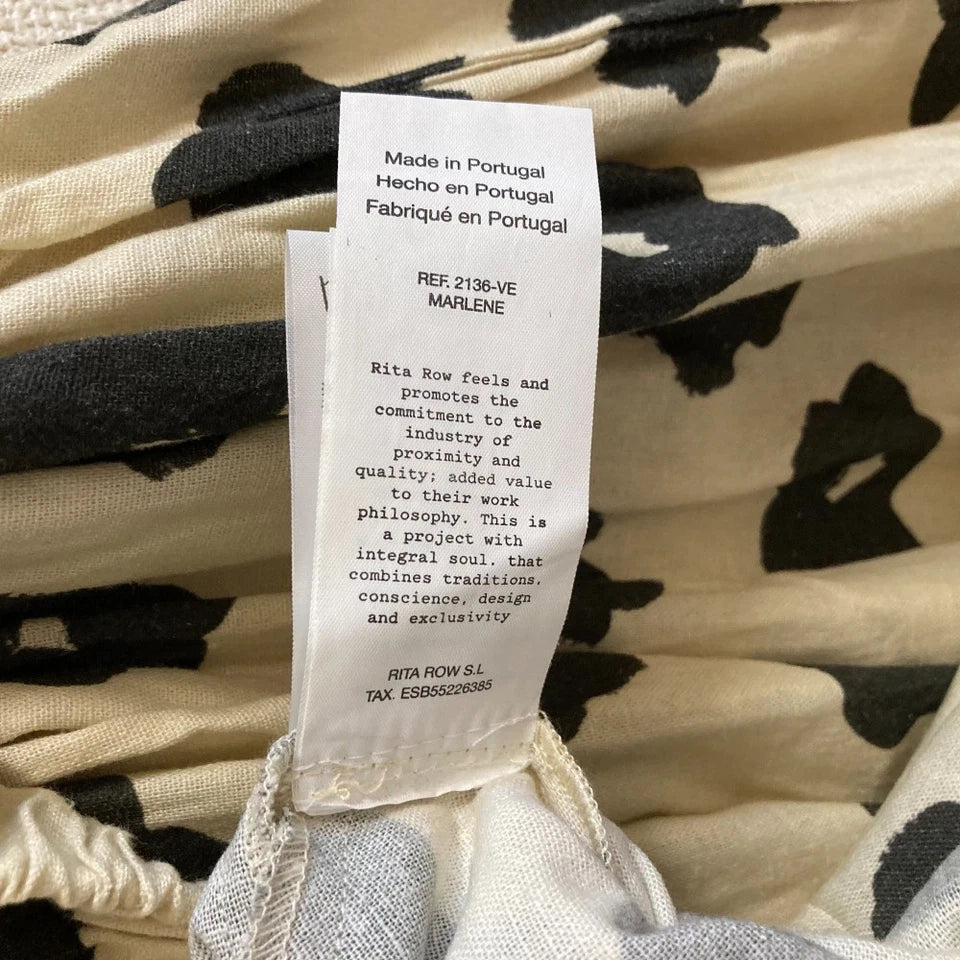 Made in Portugal
Hecho en Portugal
Fabriqué en Portugal
REF. 2136-VE
MARLENE
Rita Row feels and
promotes the
commitment to the
industry of
proximity and
quality; added value
to their work
philosophy. This is
a project with
integral soul. that
combines traditions.
conscience, design
and exclusivity
RITA ROW S.L
TAX. ESB55226385